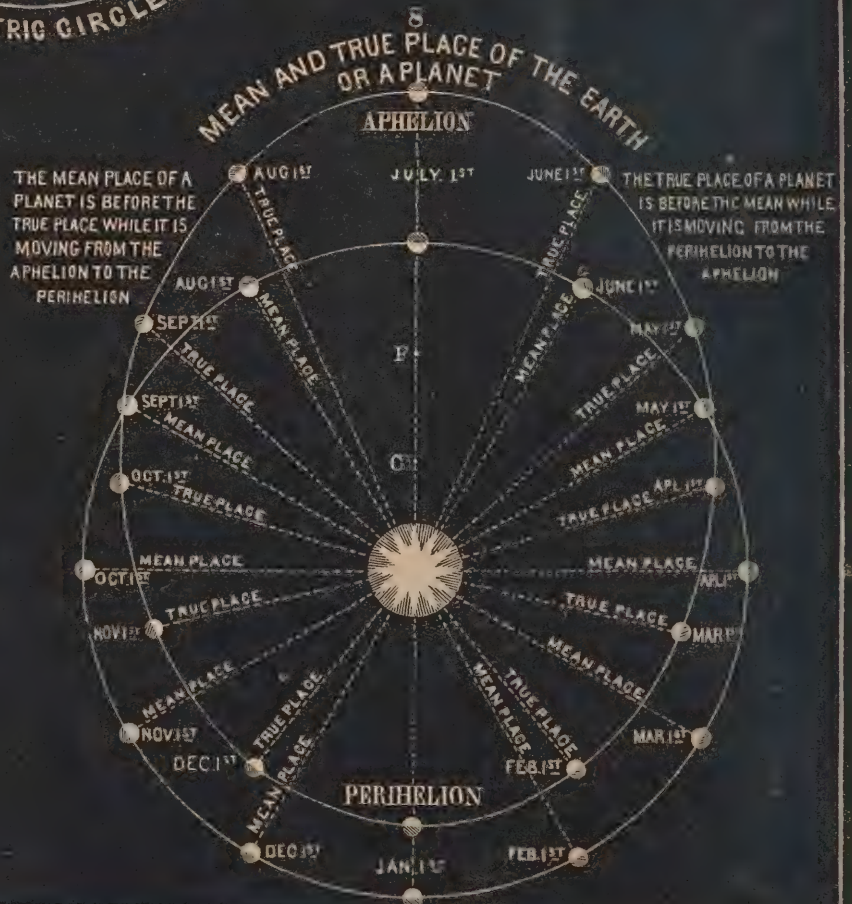 RIC CIRCLE
8
MEAN AND TRUE PLACE OF THE EARTH
OR A PLANET
APHELION
THE MEAN PLACE OF A
PLANET IS BEFORE THE
TRUE PLACE WHILE IT IS
MOVING FROM THE
APHELION TO THE
PERIHELION
AUG 1ST
JULY. 1ST
JUNE 1ST
THE TRUE PLACE OF A PLANET
IS BEFORE THE MEAN WHILE
IT IS MOVING FROM THE
PERIHELION TO THE
APHELION
TRUE PLACE
TRUE PLACE
AUG 1ST
JUNE 1ST
MEAN PLACE
MEAN PLACE
SEPT 1ST
MAY 1ST
F
TRUE PLACE
TRUE PLACE
SEPT 1ST
MAY 1ST
MEAN PLACE
MEAN PLACE
C
OCT. 1ST
TRUE PLACE
TRUE PLACE
APL. 1ST
MEAN PLACE
MEAN PLACE
OCT 1ST
APL 1ST
TRUE PLACE
TRUE PLACE
NOV 1ST
MAR 1ST
MEAN PLACE
MEAN PLACE
NOV 1ST
MAR 1ST
TRUE PLACE
MEAN PLACE
TRUE PLACE
DEC. 1ST
FEB. 1ST
MEAN PLACE
PERIHELION
DEC 1ST
JAN. 1ST
FEB. 1ST